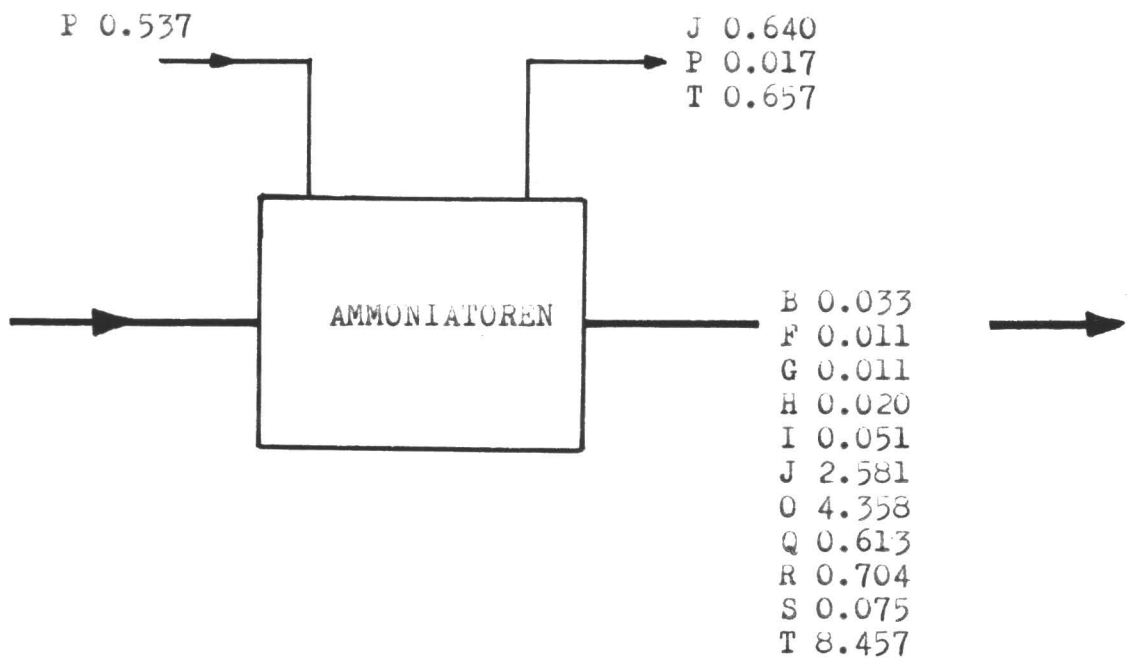 P 0.537
J 0.640
P 0.017
T 0.657
AMMONIATOREN
B 0.033
F 0.011
G 0.011
H 0.020
I 0.051
J 2.581
O 4.358
Q 0.613
R 0.704
S 0.075
T 8.457